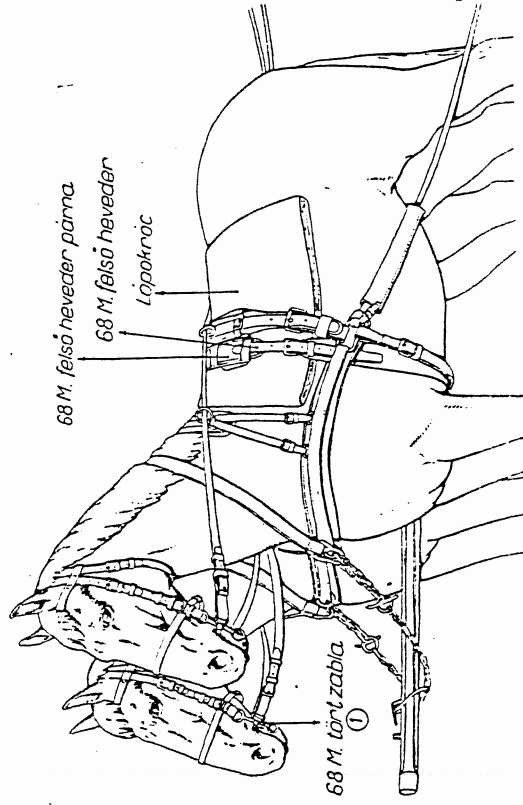 68 M. felső heveder párna
68 M. felső heveder
Lópokróc
68 M. tört zabla
1